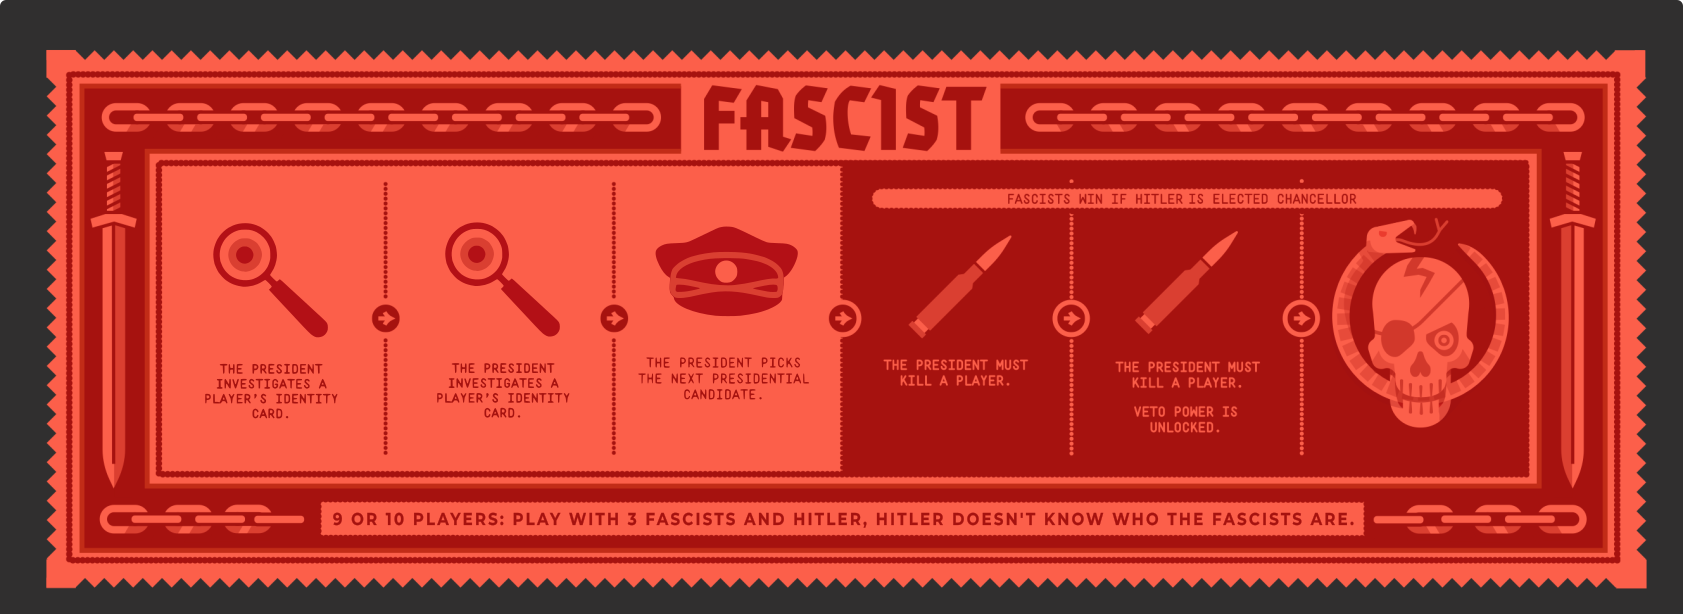 FASCIST
FASCISTS WIN IF HITLER IS ELECTED CHANCELLOR
THE PRESIDENT
INVESTIGATES A
PLAYER'S IDENTITY
CARD.
THE PRESIDENT
INVESTIGATES A
PLAYER'S IDENTITY
CARD.
THE PRESIDENT PICKS
THE NEXT PRESIDENTIAL
CANDIDATE.
THE PRESIDENT MUST
KILL A PLAYER.
THE PRESIDENT MUST
KILL A PLAYER.
VETO POWER IS
UNLOCKED.
9 OR 10 PLAYERS: PLAY WITH 3 FASCISTS AND HITLER, HITLER DOESN'T KNOW WHO THE FASCISTS ARE.